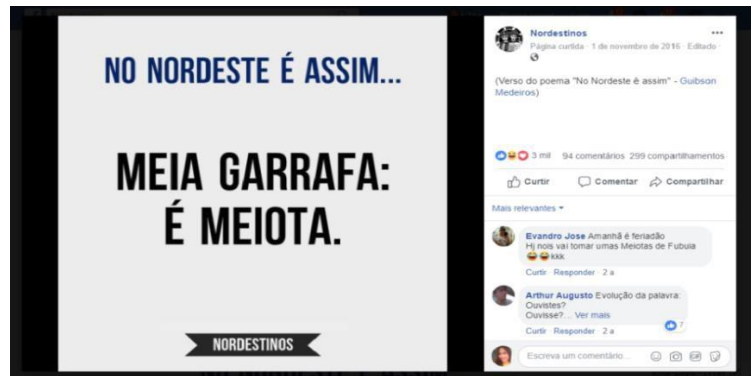 NO NORDESTE É ASSIM...
MEIA GARRAFA:
É MEIOTA.
NORDESTINOS
Nordestinos
Página curtida · 1 de novembro de 2016 · Editado
(Verso do poema "No Nordeste é assim" - Guibson
Medeiros)
3 mil 94 comentários 299 compartilhamentos
Curtir Comentar Compartilhar
Mais relevantes
Evandro Jose Amanhã é feriadão
Hj nois vai tomar umas Meiotas de Fubuia
kkk
Curtir · Responder · 2 a
Arthur Augusto Evolução da palavra:
Ouvistes?
Ouvisse?... Ver mais
7
Curtir · Responder · 2 a
Escreva um comentário...
GIF